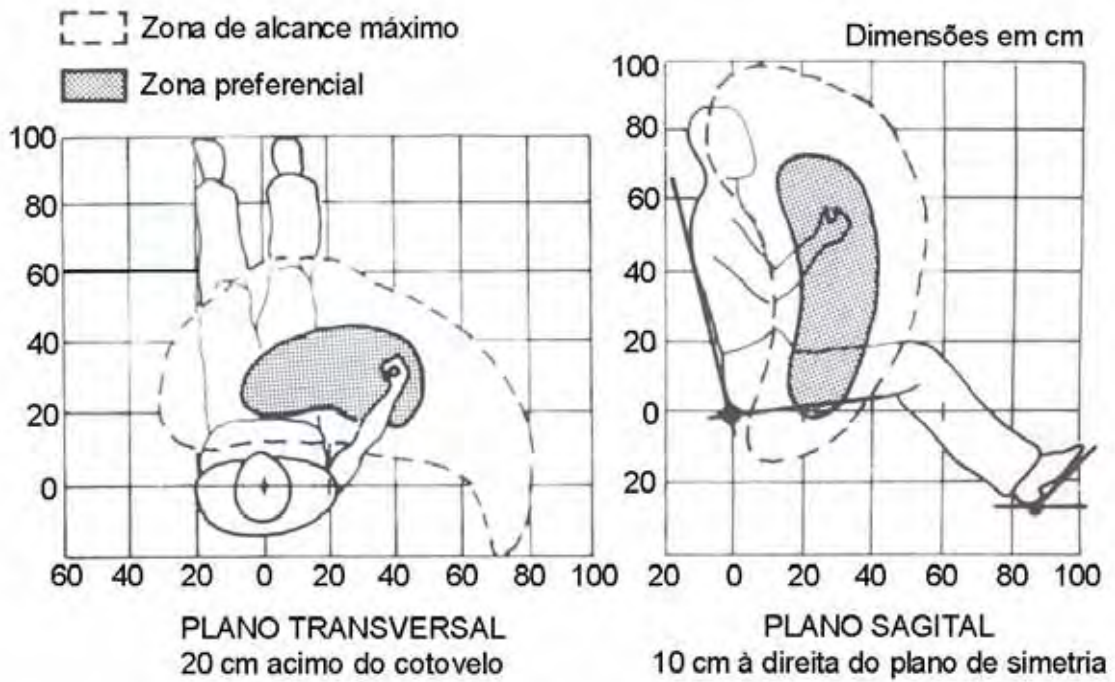 Zona de alcance máximo
Zona preferencial
Dimensões em cm
100
80
60
40
20
0
60 40 20 0 20 40 60 80 100
PLANO TRANSVERSAL
20 cm acimo do cotovelo
100
80
60
40
20
0
20
20 0 20 40 60 80 100
PLANO SAGITAL
10 cm à direita do plano de simetria